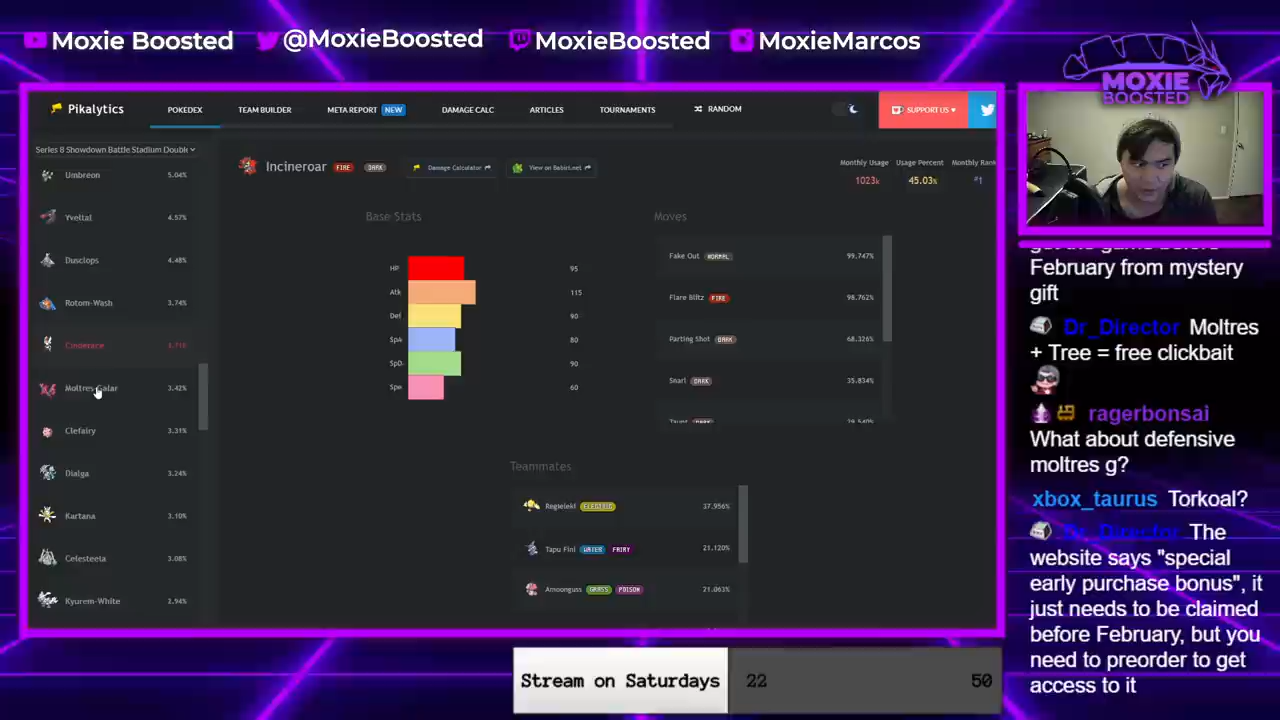 Moxie Boosted @MoxieBoosted MoxieBoosted MoxieMarcos
MOXIE
BOOSTED
Pikalytics POKEDEX TEAM BUILDER META REPORT NEW DAMAGE CALC ARTICLES TOURNAMENTS RANDOM SUPPORT US
Series 8 Showdown Battle Stadium Double
Umbreon 5.04%
Yveltal 4.57%
Dusclops 4.48%
Rotom-Wash 3.74%
Cinderace 3.71%
Moltres-Galar 3.42%
Clefairy 3.31%
Dialga 3.24%
Kartana 3.10%
Celesteela 3.08%
Kyurem-White 2.94%
Incineroar FIRE DARK Damage Calculator View on Babiri.net
Monthly Usage Usage Percent Monthly Rank
1023k 45.03% #1
Base Stats
HP 95
Atk 115
Def 90
SpA 80
SpD 90
Spe 60
Moves
Fake Out NORMAL 99.747%
Flare Blitz FIRE 98.762%
Parting Shot DARK 68.326%
Snarl DARK 35.834%
Teammates
Regieleki ELECTRIC 37.956%
Tapu Fini WATER FAIRY 21.120%
Amoonguss GRASS POISON 21.063%
get the game before
February from mystery
gift
Dr_Director Moltres
+ Tree = free clickbait
ragerbonsai
What about defensive
moltres g?
xbox_taurus Torkoal?
Dr_Director The
website says "special
early purchase bonus", it
just needs to be claimed
before February, but you
need to preorder to get
access to it
Stream on Saturdays 22 50